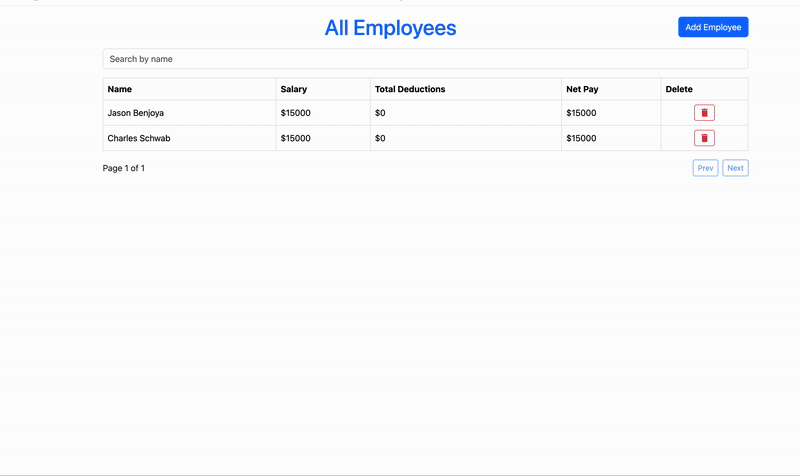 All Employees
Add Employee
Search by name
Name Salary Total Deductions Net Pay Delete
Jason Benjoya $15000 $0 $15000
Charles Schwab $15000 $0 $15000
Page 1 of 1 Prev Next